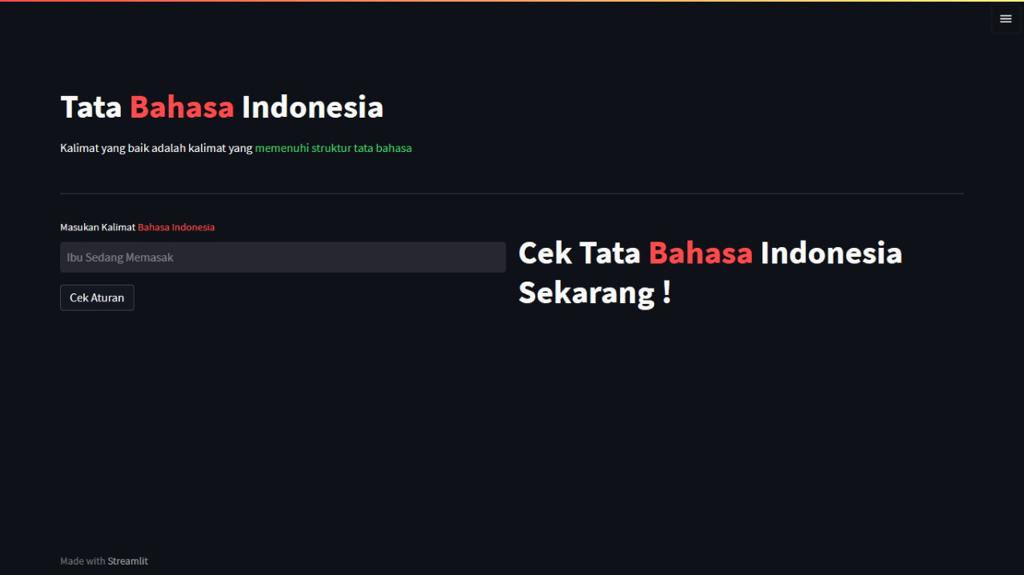 Tata Bahasa Indonesia
Kalimat yang baik adalah kalimat yang memenuhi struktur tata bahasa
Masukan Kalimat Bahasa Indonesia
Ibu Sedang Memasak
Cek Aturan
Cek Tata Bahasa Indonesia
Sekarang !
Made with Streamlit